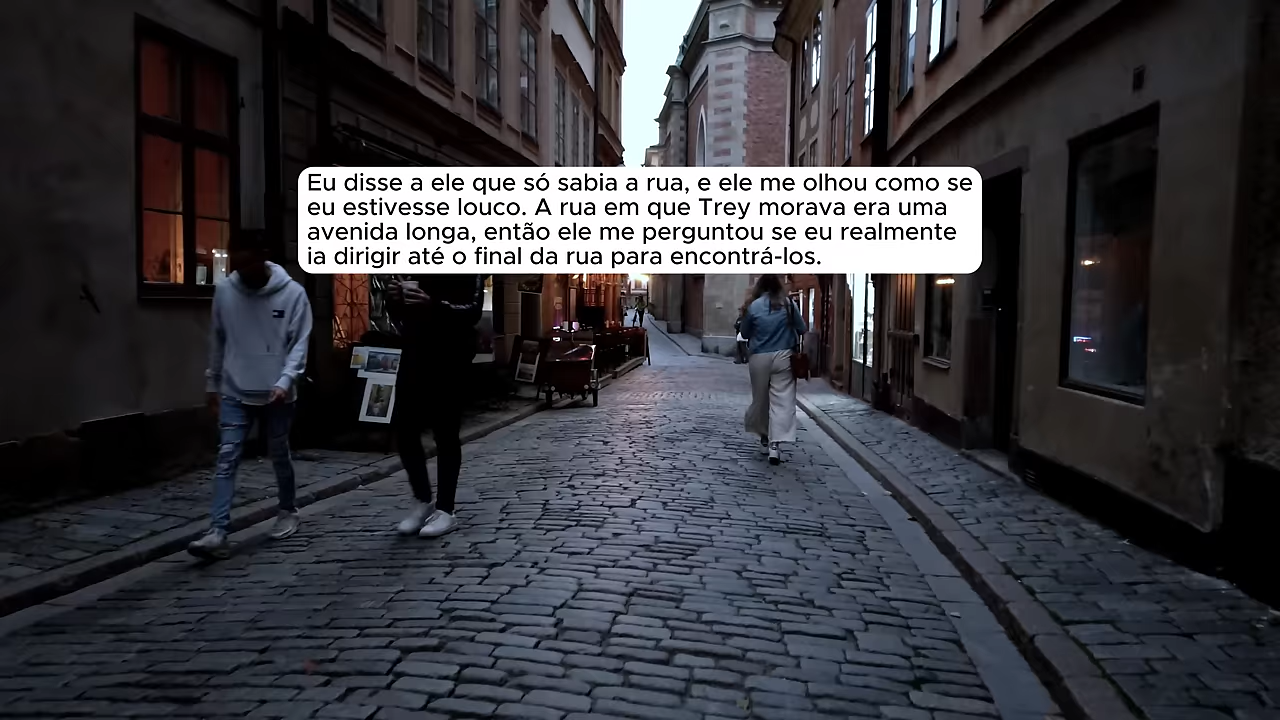 Eu disse a ele que só sabia a rua, e ele me olhou como se
eu estivesse louco. A rua em que Trey morava era uma
avenida longa, então ele me perguntou se eu realmente
ia dirigir até o final da rua para encontrá-los.